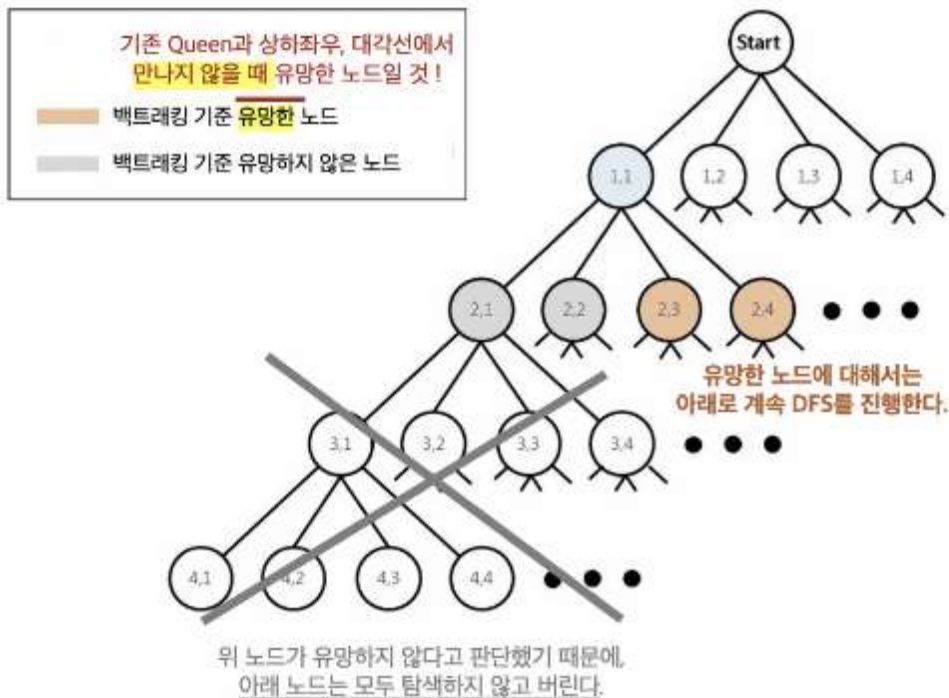 기존 Queen과 상하좌우, 대각선에서
만나지 않을 때 유망한 노드일 것 !
백트래킹 기준 유망한 노드
백트래킹 기준 유망하지 않은 노드
Start
1,1
1,2
1,3
1,4
2,1
2,2
2,3
2,4
유망한 노드에 대해서는
아래로 계속 DFS를 진행한다.
3,1
3,2
3,3
3,4
4,1
4,2
4,3
4,4
위 노드가 유망하지 않다고 판단했기 때문에,
아래 노드는 모두 탐색하지 않고 버린다.